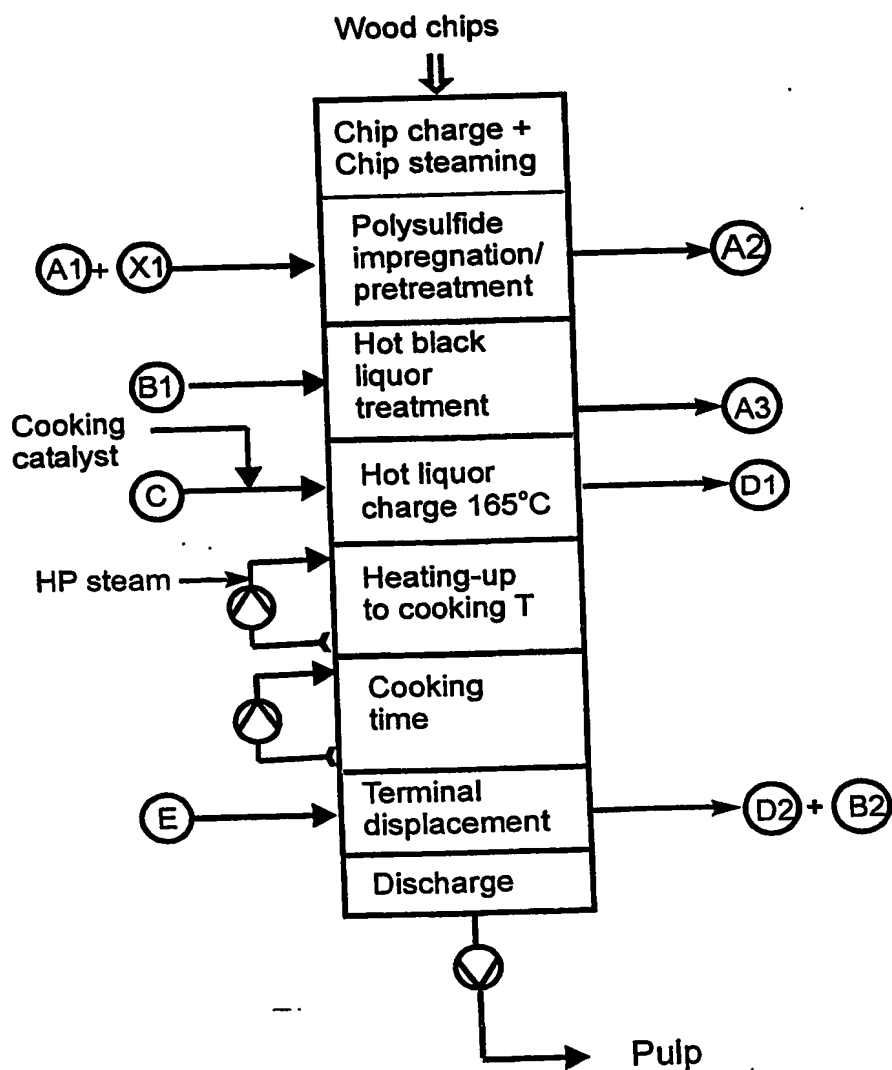 Wood chips
Chip charge +
Chip steaming
Polysulfide
impregnation/
pretreatment
A1 + X1
A2
Hot black
liquor
treatment
B1
A3
Cooking
catalyst
C
Hot liquor
charge 165°C
D1
HP steam
Heating-up
to cooking T
Cooking
time
E
Terminal
displacement
D2 + B2
Discharge
Pulp